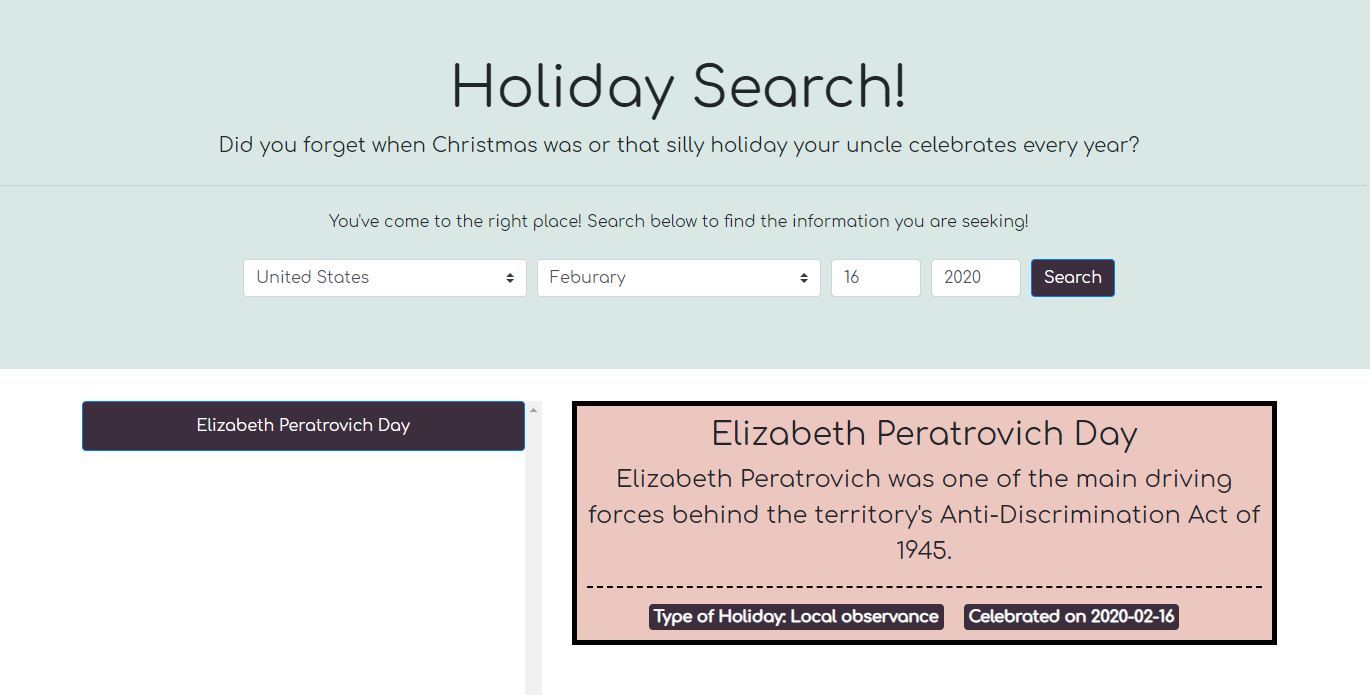 Holiday Search!
Did you forget when Christmas was or that silly holiday your uncle celebrates every year?
You've come to the right place! Search below to find the information you are seeking!
United States
Feburary
16
2020
Search
Elizabeth Peratrovich Day
Elizabeth Peratrovich Day
Elizabeth Peratrovich was one of the main driving
forces behind the territory's Anti-Discrimination Act of
1945.
Type of Holiday: Local observance
Celebrated on 2020-02-16